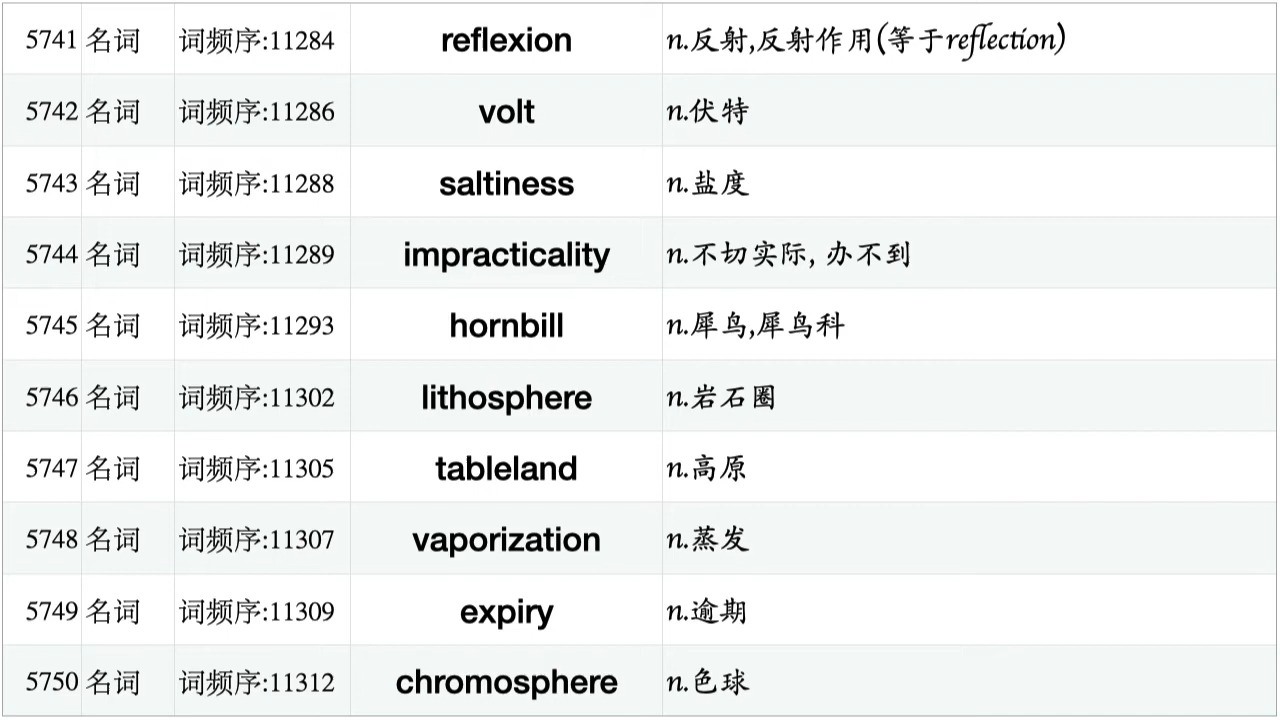 5741 名词 词频序:11284 reflexion n.反射,反射作用(等于reflection)
5742 名词 词频序:11286 volt n.伏特
5743 名词 词频序:11288 saltiness n.盐度
5744 名词 词频序:11289 impracticality n.不切实际, 办不到
5745 名词 词频序:11293 hornbill n.犀鸟,犀鸟科
5746 名词 词频序:11302 lithosphere n.岩石圈
5747 名词 词频序:11305 tableland n.高原
5748 名词 词频序:11307 vaporization n.蒸发
5749 名词 词频序:11309 expiry n.逾期
5750 名词 词频序:11312 chromosphere n.色球